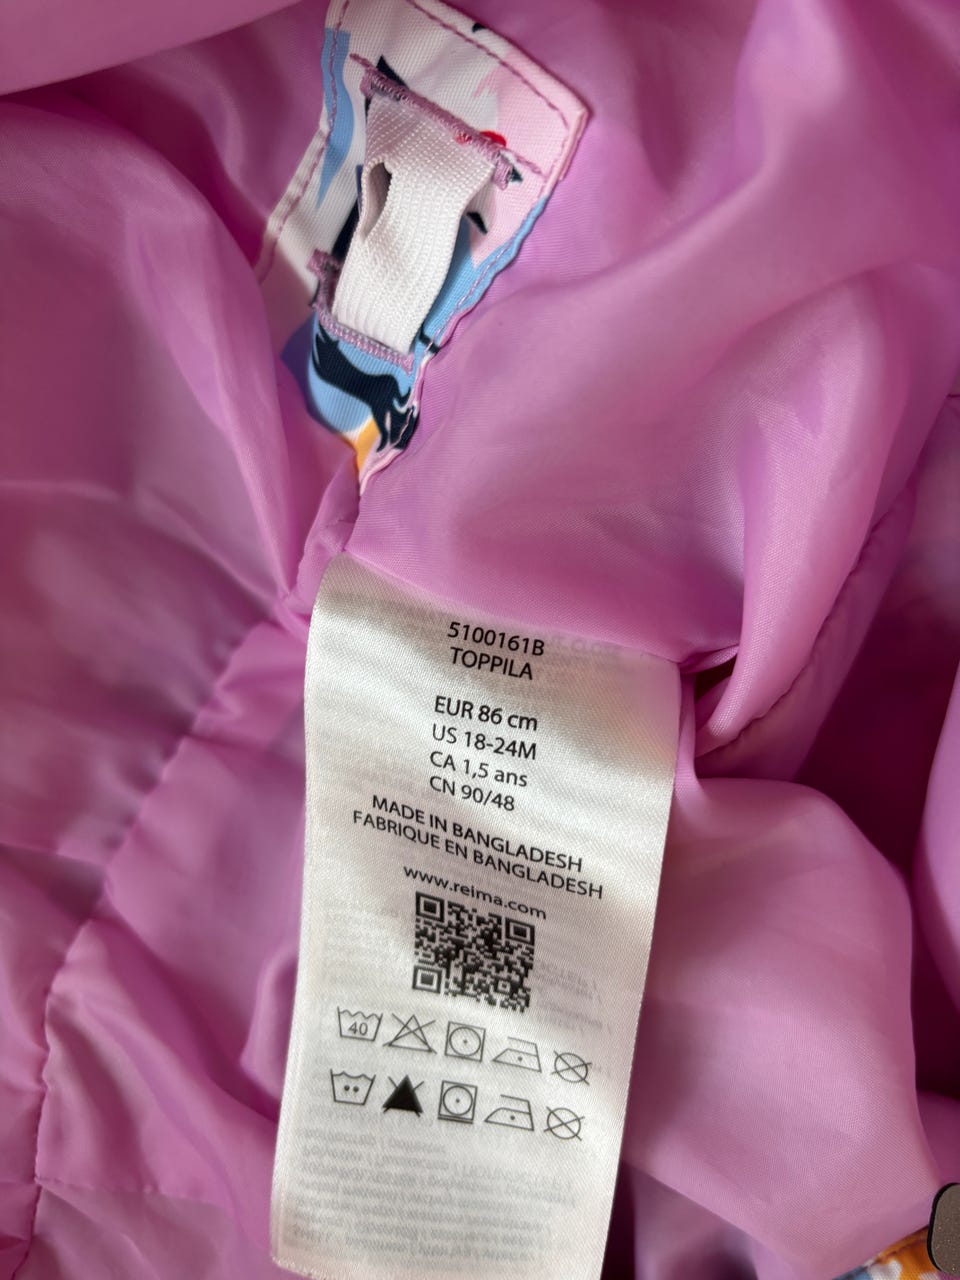 5100161B
TOPPILA
EUR 86 cm
US 18-24M
CA 1,5 ans
CN 90/48
MADE IN BANGLADESH
FABRIQUE EN BANGLADESH
www.reima.com
40